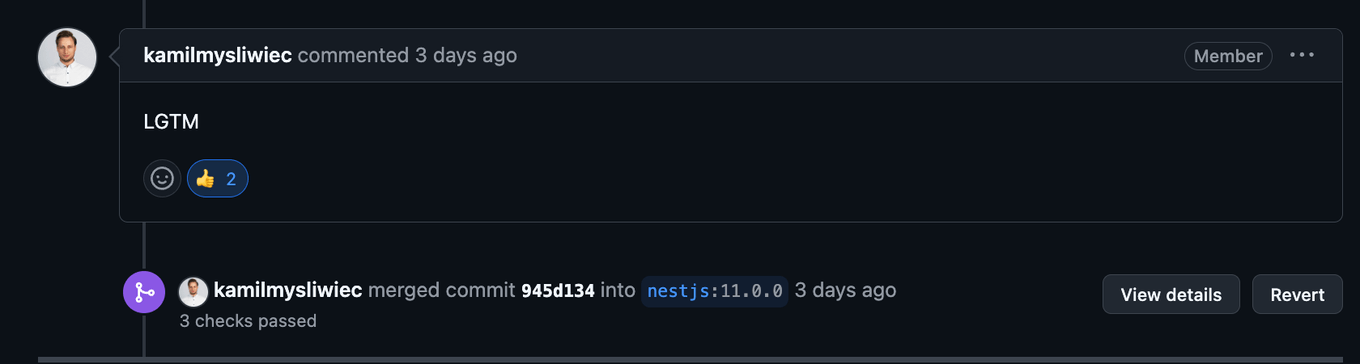 kamilmysliwiec commented 3 days ago
Member
LGTM
👍 2
kamilmysliwiec merged commit 945d134 into nestjs:11.0.0 3 days ago
View details
Revert
3 checks passed